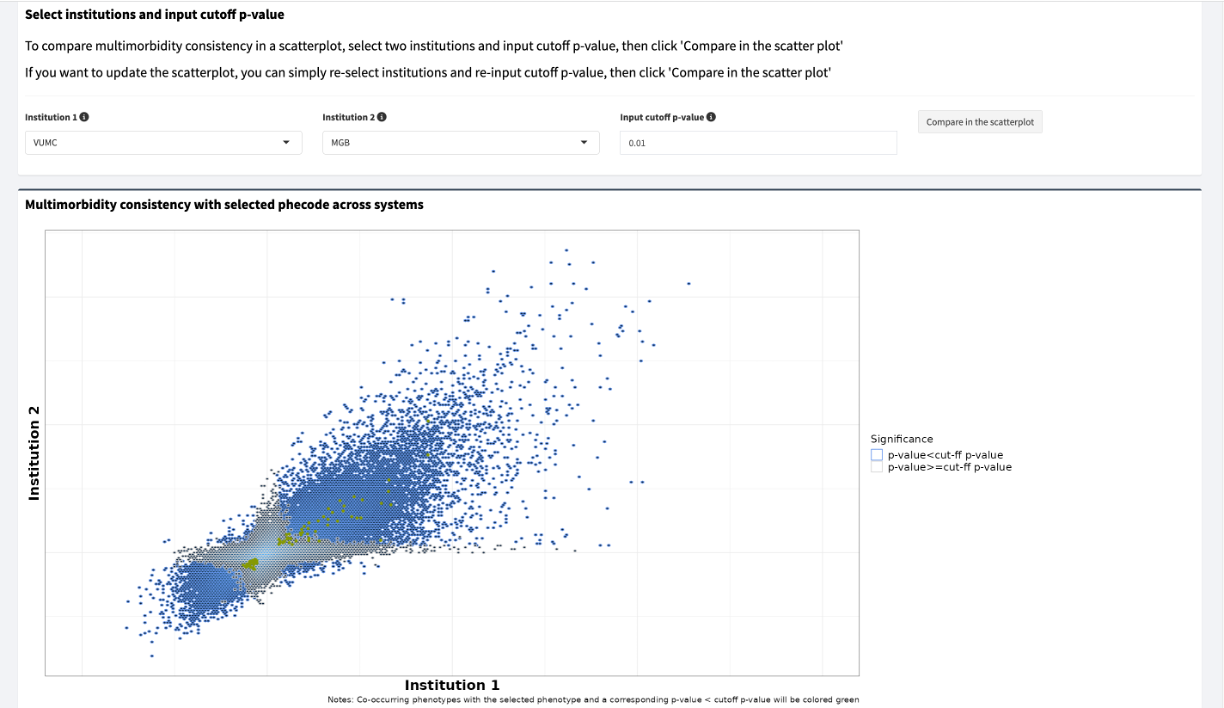 Select institutions and input cutoff p-value
To compare multimorbidity consistency in a scatterplot, select two institutions and input cutoff p-value, then click 'Compare in the scatter plot'
If you want to update the scatterplot, you can simply re-select institutions and re-input cutoff p-value, then click 'Compare in the scatter plot'
Institution 1
Institution 2
Input cutoff p-value
Compare in the scatterplot
VUMC
MGB
0.01
Multimorbidity consistency with selected phecode across systems
Institution 2
Significance
p-value<cut-ff p-value
p-value>=cut-ff p-value
Institution 1
Notes: Co-occurring phenotypes with the selected phenotype and a corresponding p-value < cutoff p-value will be colored green